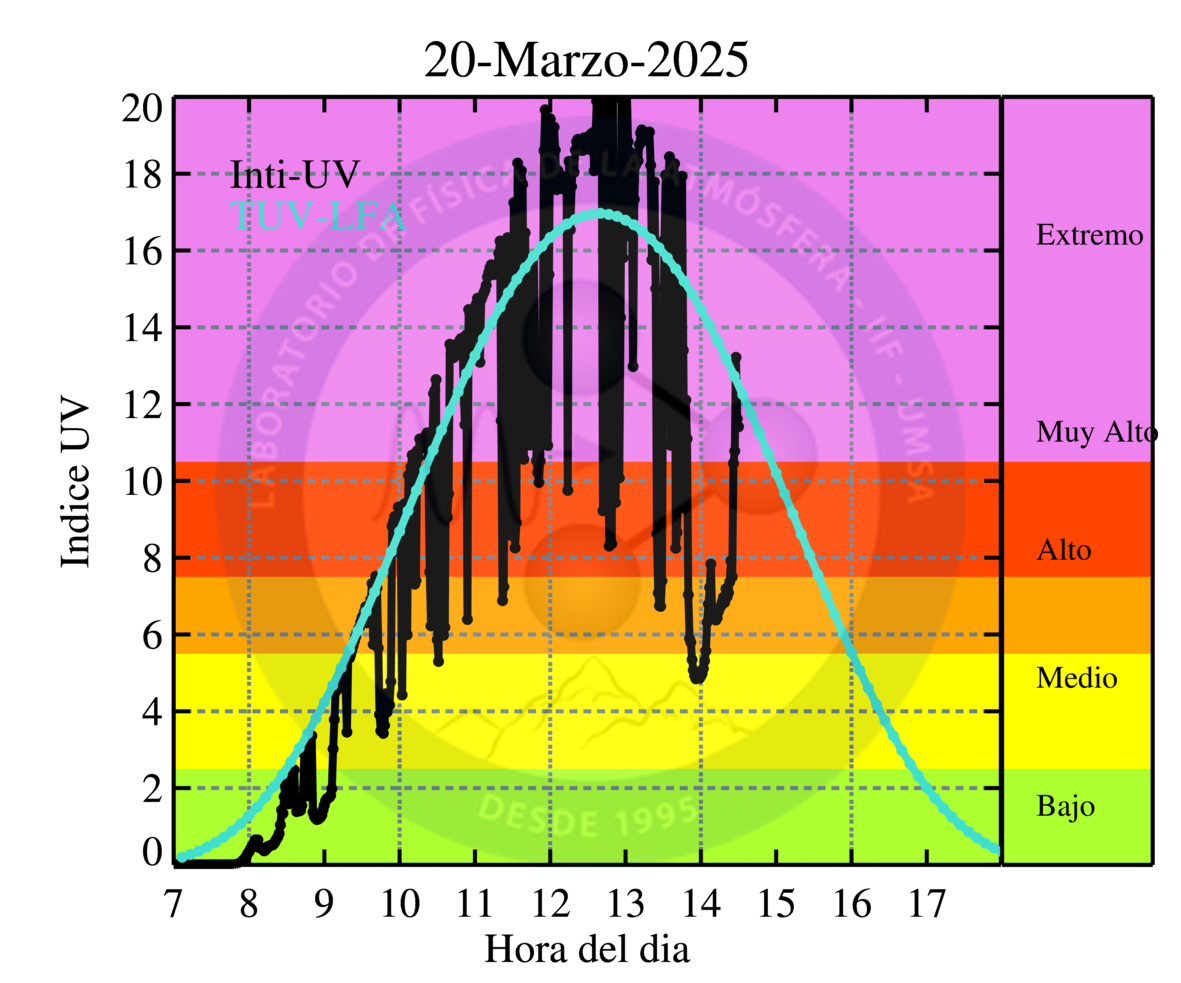 20-Marzo-2025
Inti-UV
TUV-LFA
LABORATORIO DE FÍSICA DE LA ATMÓSFERA - IIF - UMSA
DESDE 1995
Indice UV
20
18
16
14
12
10
8
6
4
2
0
Extremo
Muy Alto
Alto
Medio
Bajo
7 8 9 10 11 12 13 14 15 16 17
Hora del dia